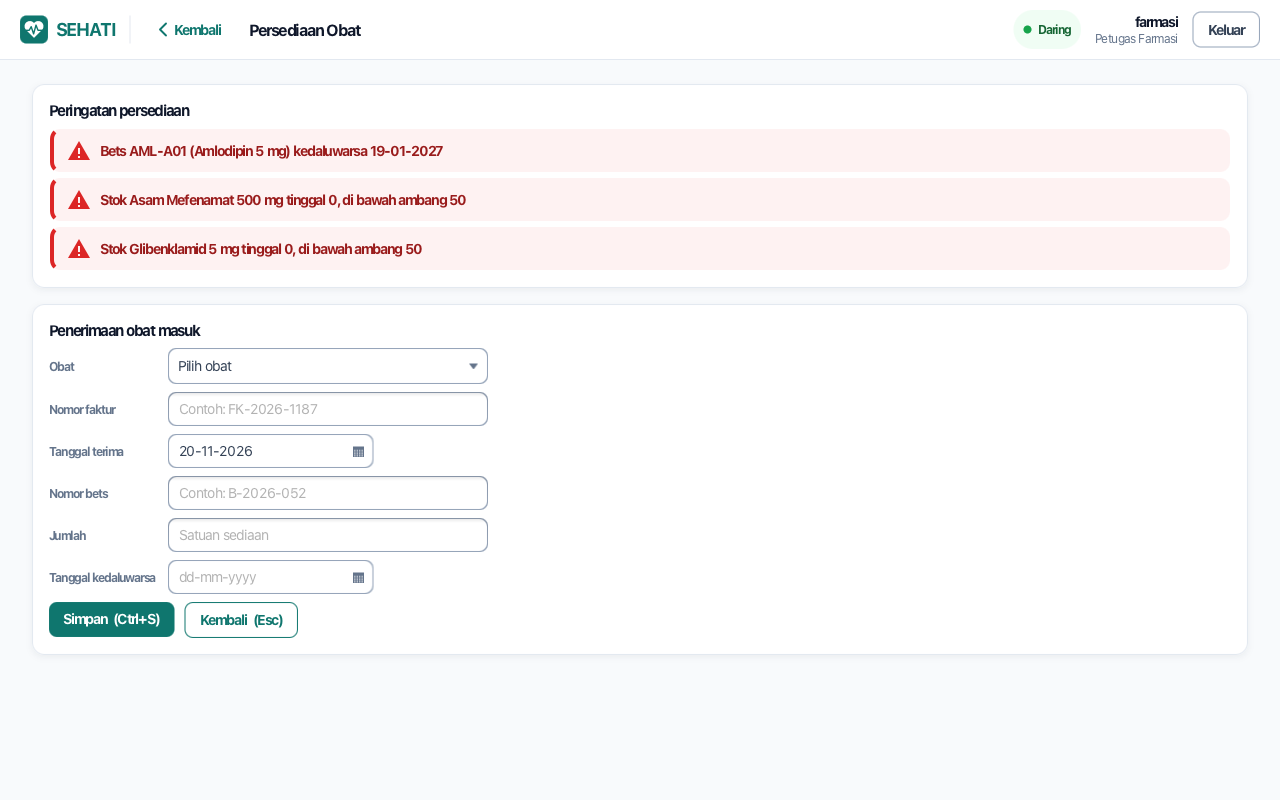 SEHATI
Kembali
Persediaan Obat
Daring
farmasi
Petugas Farmasi
Keluar
Peringatan persediaan
Bets AML-A01 (Amlodipin 5 mg) kedaluwarsa 19-01-2027
Stok Asam Mefenamat 500 mg tinggal 0, di bawah ambang 50
Stok Glibenklamid 5 mg tinggal 0, di bawah ambang 50
Penerimaan obat masuk
Obat
Pilih obat
Nomor faktur
Contoh: FK-2026-1187
Tanggal terima
20-11-2026
Nomor bets
Contoh: B-2026-052
Jumlah
Satuan sediaan
Tanggal kedaluwarsa
dd-mm-yyyy
Simpan (Ctrl+S)
Kembali (Esc)